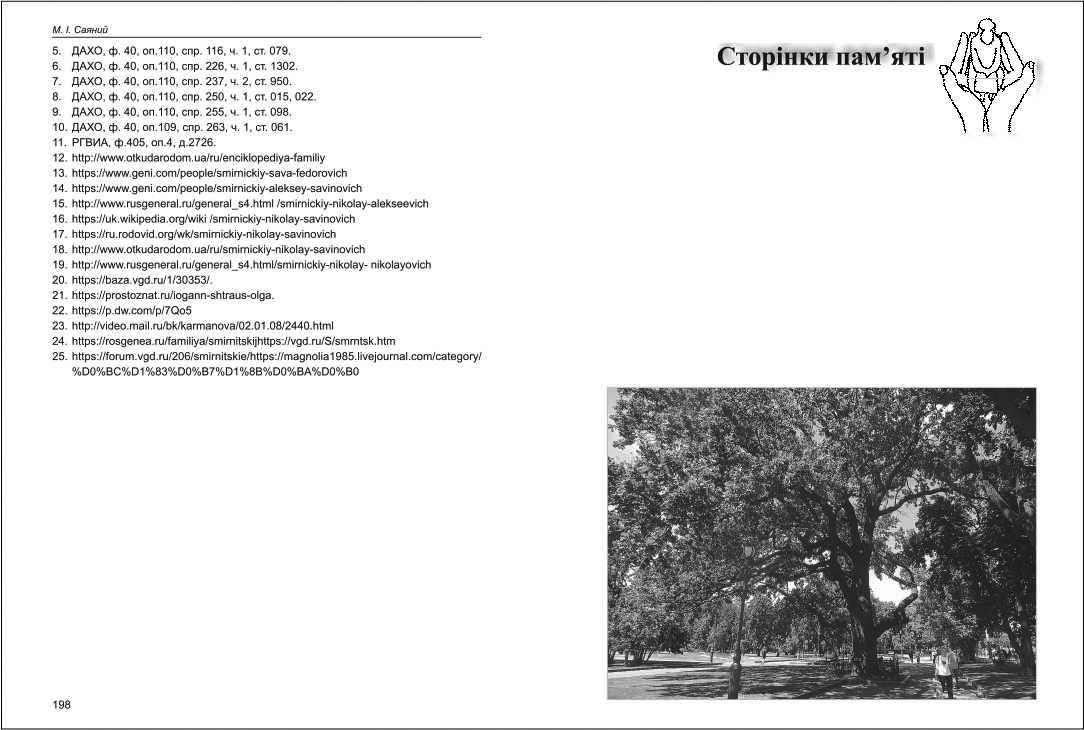 М. І. Саяний
5. ДАХО, ф. 40, оп.110, спр. 116, ч. 1, ст. 079.
6. ДАХО, ф. 40, оп.110, спр. 226, ч. 1, ст. 1302.
7. ДАХО, ф. 40, оп.110, спр. 237, ч. 2, ст. 950.
8. ДАХО, ф. 40, оп.110, спр. 250, ч. 1, ст. 015, 022.
9. ДАХО, ф. 40, оп.110, спр. 255, ч. 1, ст. 098.
10. ДАХО, ф. 40, оп.109, спр. 263, ч. 1, ст. 061.
11. РГВИА, ф.405, оп.4, д.2726.
12. http://www.otkudarodom.ua/ru/enciklopediya-familiy
13. https://www.geni.com/people/smirnickiy-sava-fedorovich
14. https://www.geni.com/people/smirnickiy-aleksey-savinovich
15. http://www.rusgeneral.ru/general_s4.html /smirnickiy-nikolay-alekseevich
16. https://uk.wikipedia.org/wiki /smirnickiy-nikolay-savinovich
17. https://ru.rodovid.org/wk/smirnickiy-nikolay-savinovich
18. http://www.otkudarodom.ua/ru/smirnickiy-nikolay-savinovich
19. http://www.rusgeneral.ru/general_s4.html/smirnickiy-nikolay- nikolayovich
20. https://baza.vgd.ru/1/30353/.
21. https://prostoznat.ru/iogann-shtraus-olga.
22. https://p.dw.com/p/7Qo5
23. http://video.mail.ru/bk/karmanova/02.01.08/2440.html
24. https://rosgenea.ru/familiya/smirnitskijhttps://vgd.ru/S/smrntsk.htm
25. https://forum.vgd.ru/206/smirnitskie/https://magnolia1985.livejournal.com/category/
%D0%BC%D1%83%D0%B7%D1%8B%D0%BA%D0%B0
198
Сторінки пам’яті